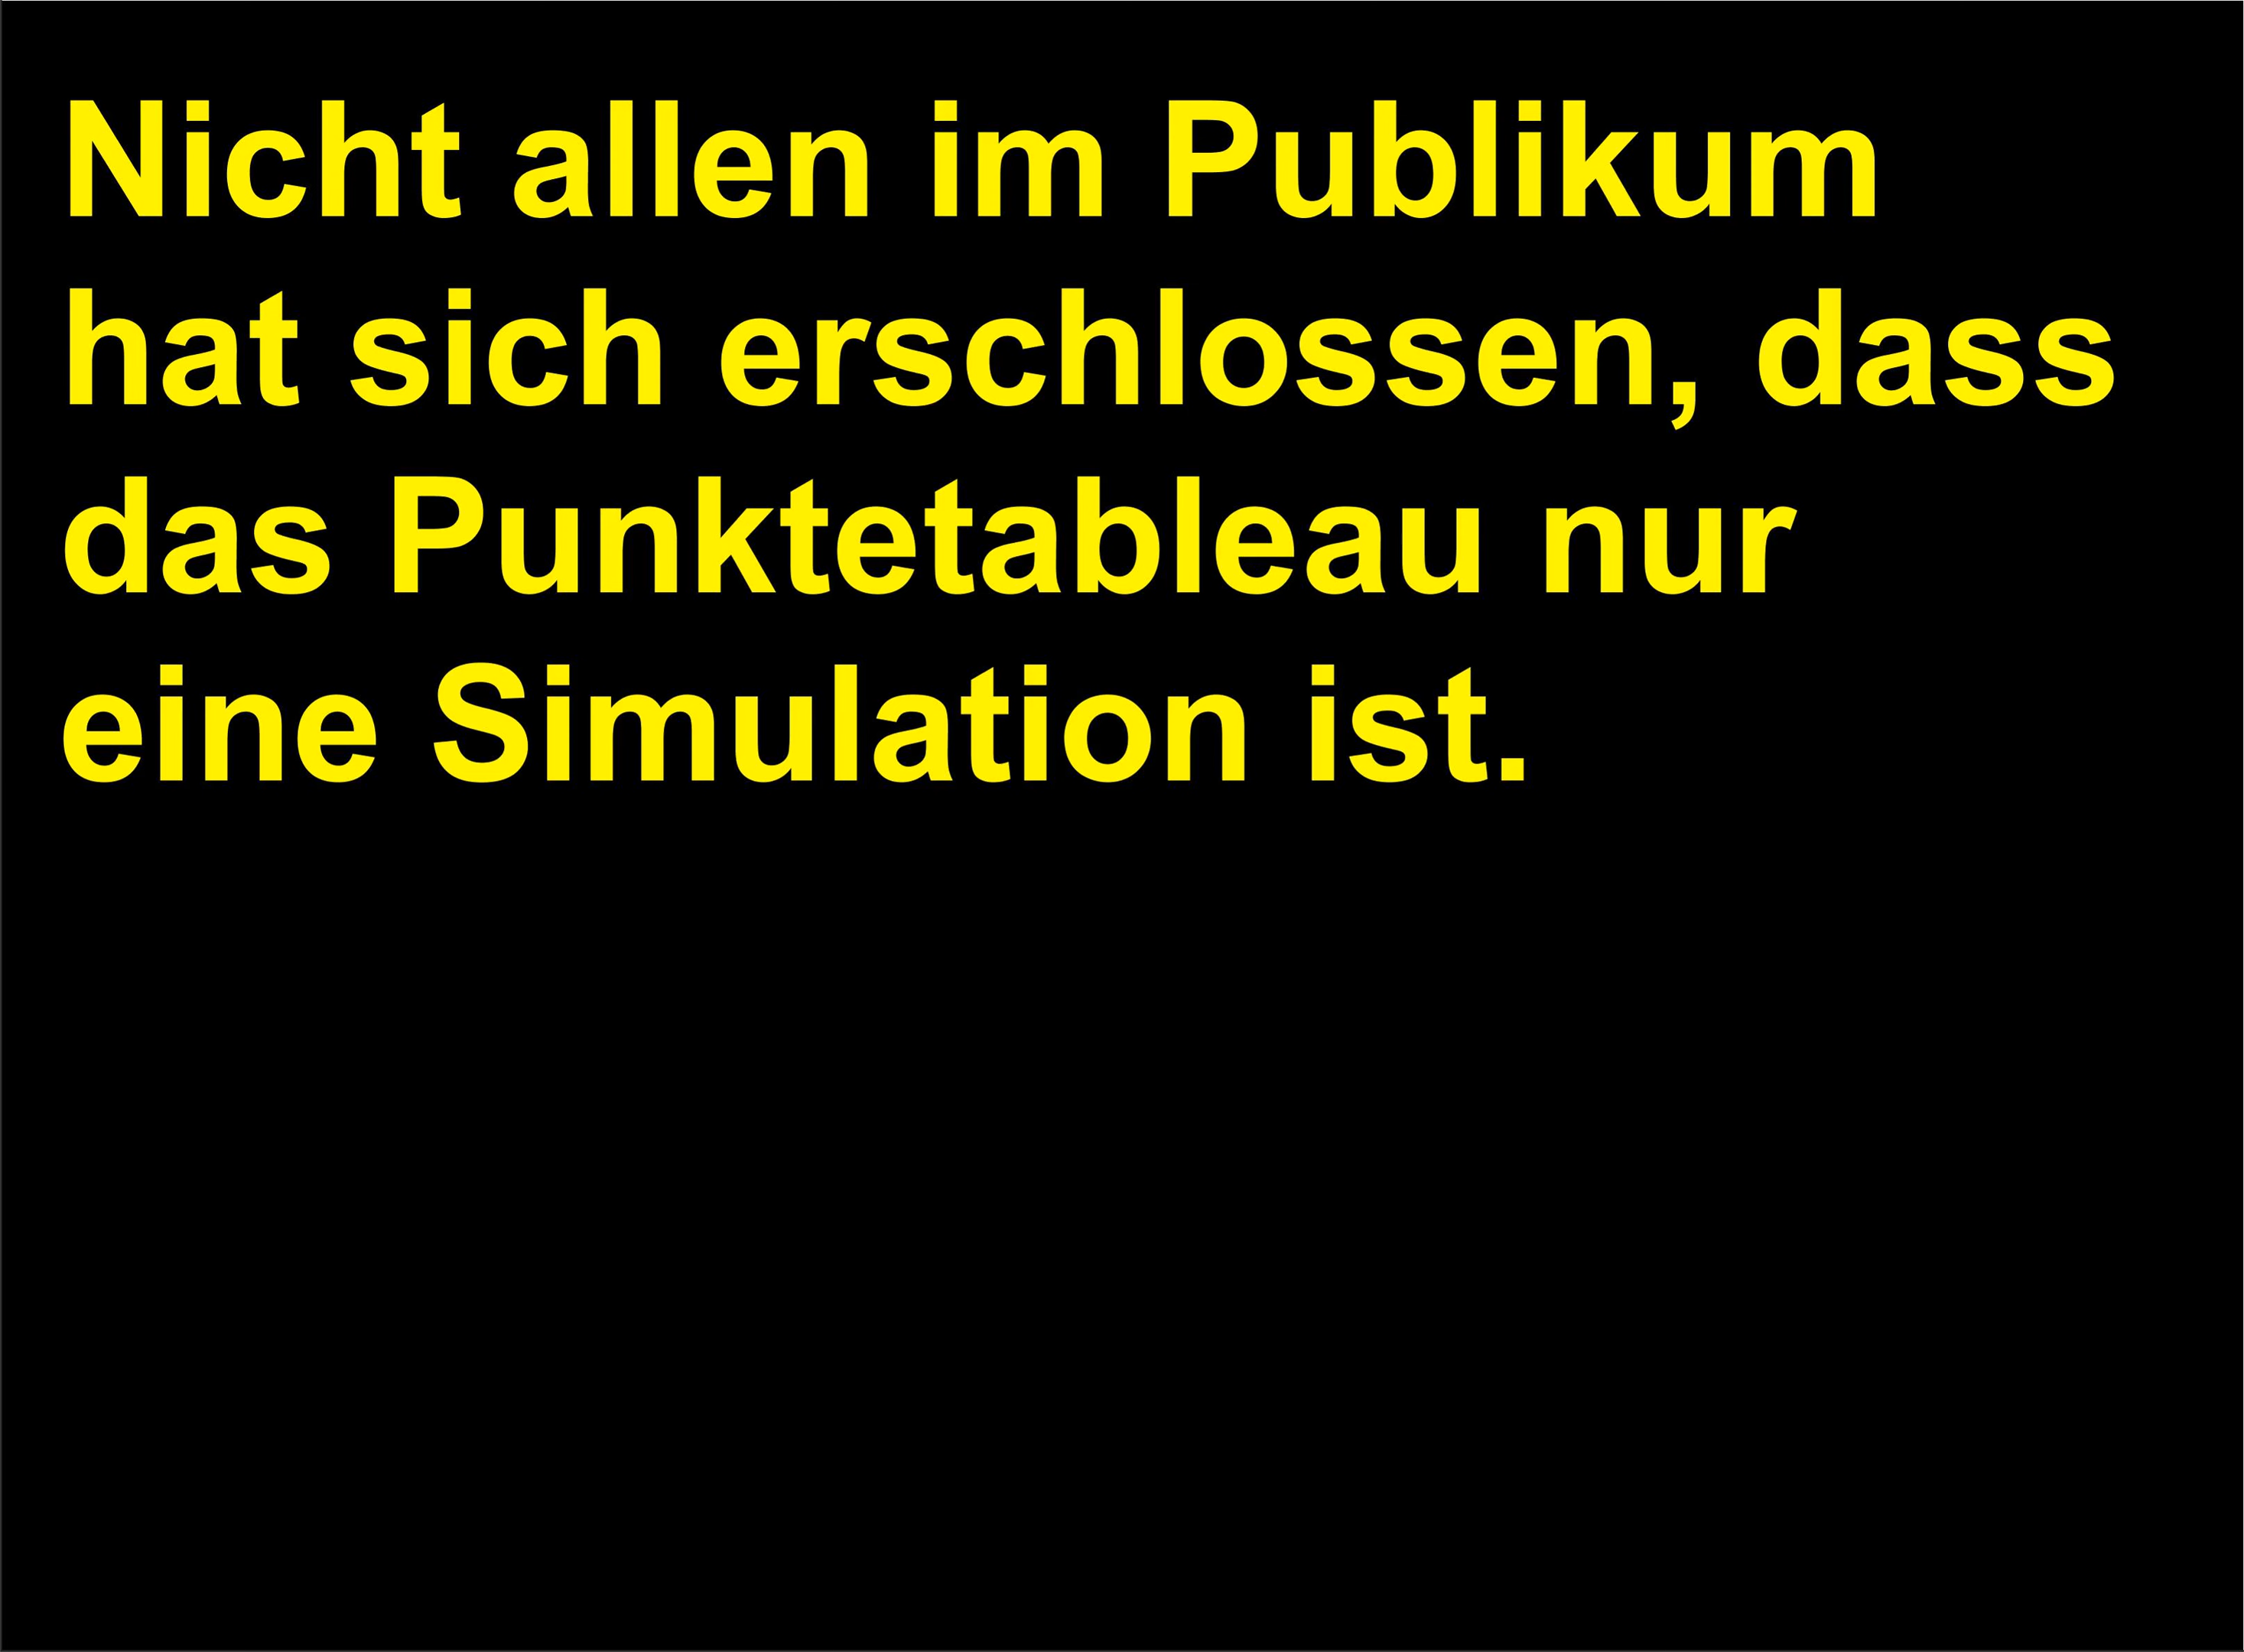 Nicht allen im Publikum
hat sich erschlossen, dass
das Punktetableau nur
eine Simulation ist.